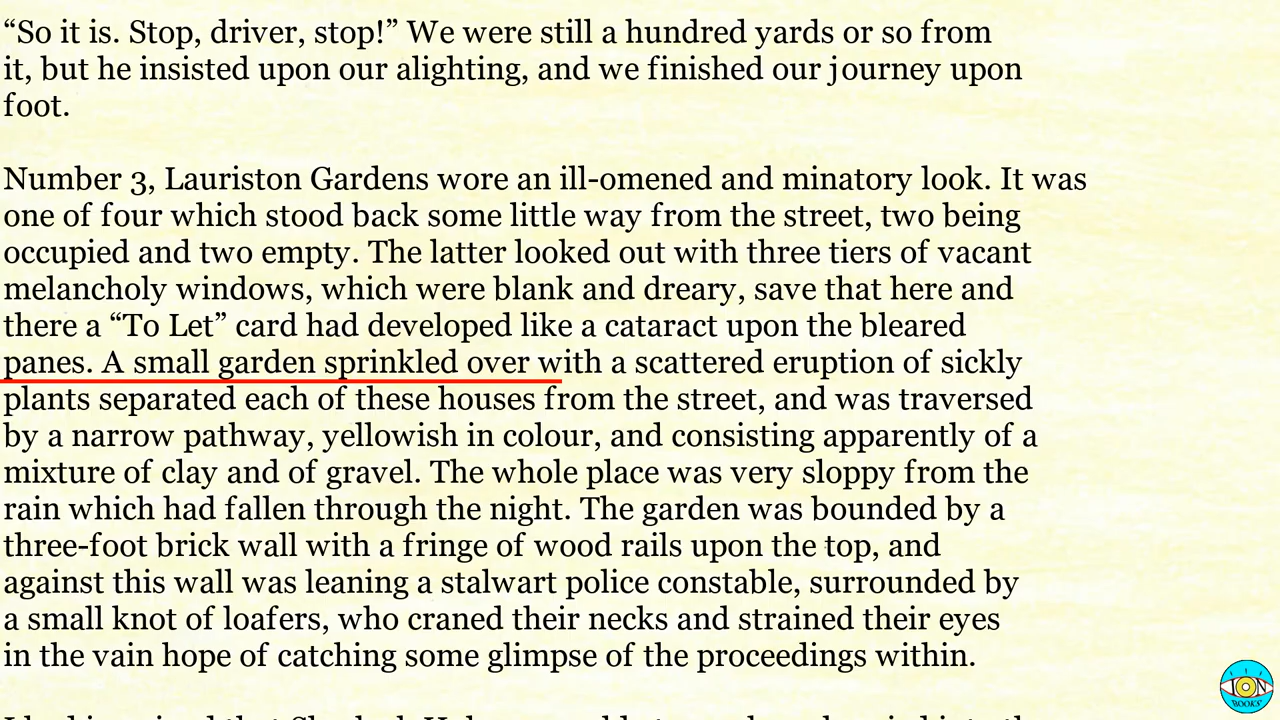 “So it is. Stop, driver, stop!” We were still a hundred yards or so from
it, but he insisted upon our alighting, and we finished our journey upon
foot.
Number 3, Lauriston Gardens wore an ill-omened and minatory look. It was
one of four which stood back some little way from the street, two being
occupied and two empty. The latter looked out with three tiers of vacant
melancholy windows, which were blank and dreary, save that here and
there a “To Let” card had developed like a cataract upon the bleared
panes. A small garden sprinkled over with a scattered eruption of sickly
plants separated each of these houses from the street, and was traversed
by a narrow pathway, yellowish in colour, and consisting apparently of a
mixture of clay and of gravel. The whole place was very sloppy from the
rain which had fallen through the night. The garden was bounded by a
three-foot brick wall with a fringe of wood rails upon the top, and
against this wall was leaning a stalwart police constable, surrounded by
a small knot of loafers, who craned their necks and strained their eyes
in the vain hope of catching some glimpse of the proceedings within.
ION
BOOKS